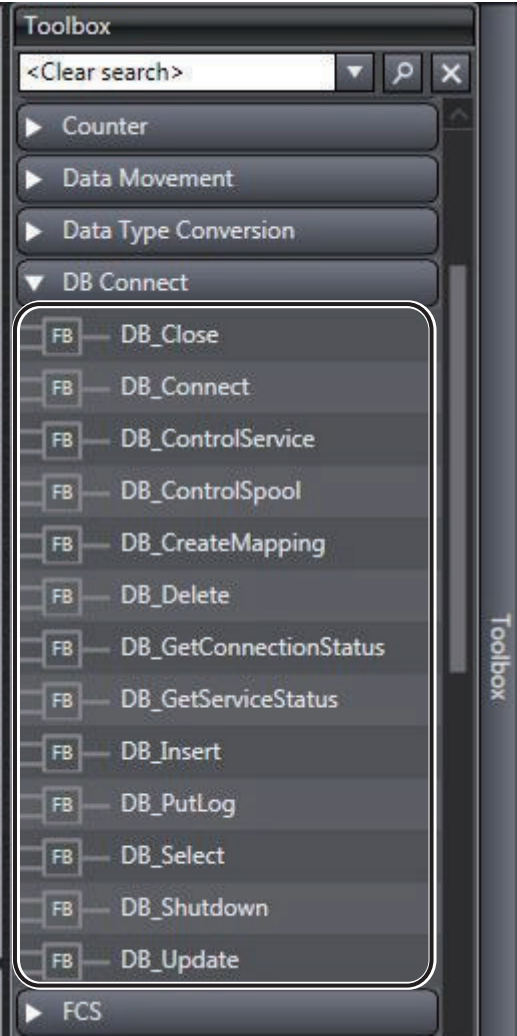 Toolbox
<Clear search>
Counter
Data Movement
Data Type Conversion
DB Connect
FB DB_Close
FB DB_Connect
FB DB_ControlService
FB DB_ControlSpool
FB DB_CreateMapping
FB DB_Delete
FB DB_GetConnectionStatus
FB DB_GetServiceStatus
FB DB_Insert
FB DB_PutLog
FB DB_Select
FB DB_Shutdown
FB DB_Update
FCS
Toolbox